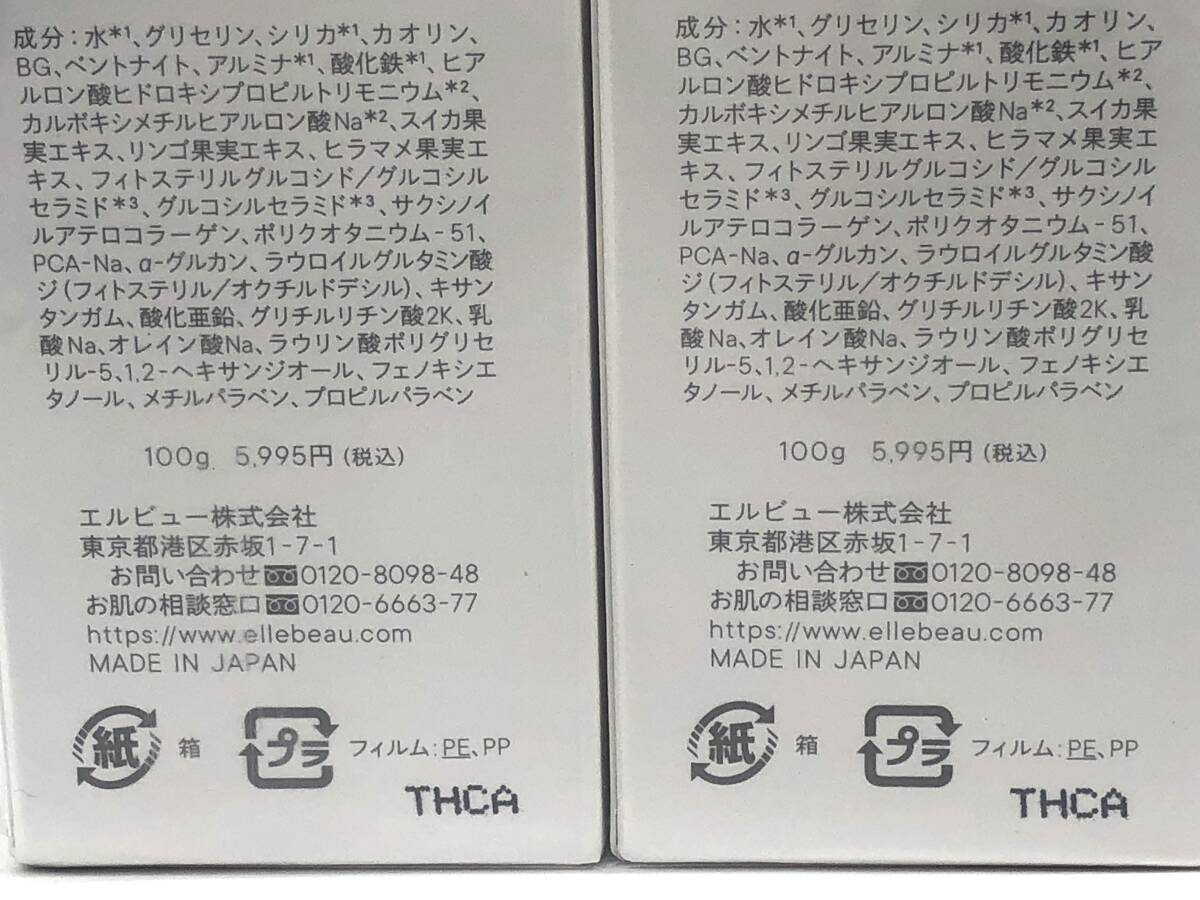 成分：水*1、グリセリン、シリカ*1、カオリン、
BG、ベントナイト、アルミナ*1、酸化鉄*1、ヒア
ルロン酸ヒドロキシプロピルトリモニウム*2、
カルボキシメチルヒアルロン酸Na*2、スイカ果
実エキス、リンゴ果実エキス、ヒラマメ果実エ
キス、フィトステリルグルコシド/グルコシル
セラミド*3、グルコシルセラミド*3、サクシノイ
ルアテロコラーゲン、ポリクオタニウム-51、
PCA-Na、α-グルカン、ラウロイルグルタミン酸
ジ（フィトステリル/オクチルドデシル）、キサン
タンガム、酸化亜鉛、グリチルリチン酸2K、乳
酸Na、オレイン酸Na、ラウリン酸ポリグリセ
リル-5、1,2-ヘキサンジオール、フェノキシエ
タノール、メチルパラベン、プロピルパラベン
100g 5,995円（税込）
エルビュー株式会社
東京都港区赤坂1-7-1
お問い合わせ 0120-8098-48
お肌の相談窓口 0120-6663-77
https://www.ellebeau.com
MADE IN JAPAN
紙 箱 プラ フィルム：PE、PP
THCA
成分：水*1、グリセリン、シリカ*1、カオリン、
BG、ベントナイト、アルミナ*1、酸化鉄*1、ヒア
ルロン酸ヒドロキシプロピルトリモニウム*2、
カルボキシメチルヒアルロン酸Na*2、スイカ果
実エキス、リンゴ果実エキス、ヒラマメ果実エ
キス、フィトステリルグルコシド/グルコシル
セラミド*3、グルコシルセラミド*3、サクシノイ
ルアテロコラーゲン、ポリクオタニウム-51、
PCA-Na、α-グルカン、ラウロイルグルタミン酸
ジ（フィトステリル/オクチルドデシル）、キサン
タンガム、酸化亜鉛、グリチルリチン酸2K、乳
酸Na、オレイン酸Na、ラウリン酸ポリグリセ
リル-5、1,2-ヘキサンジオール、フェノキシエ
タノール、メチルパラベン、プロピルパラベン
100g 5,995円（税込）
エルビュー株式会社
東京都港区赤坂1-7-1
お問い合わせ 0120-8098-48
お肌の相談窓口 0120-6663-77
https://www.ellebeau.com
MADE IN JAPAN
紙 箱 プラ フィルム：PE、PP
THCA